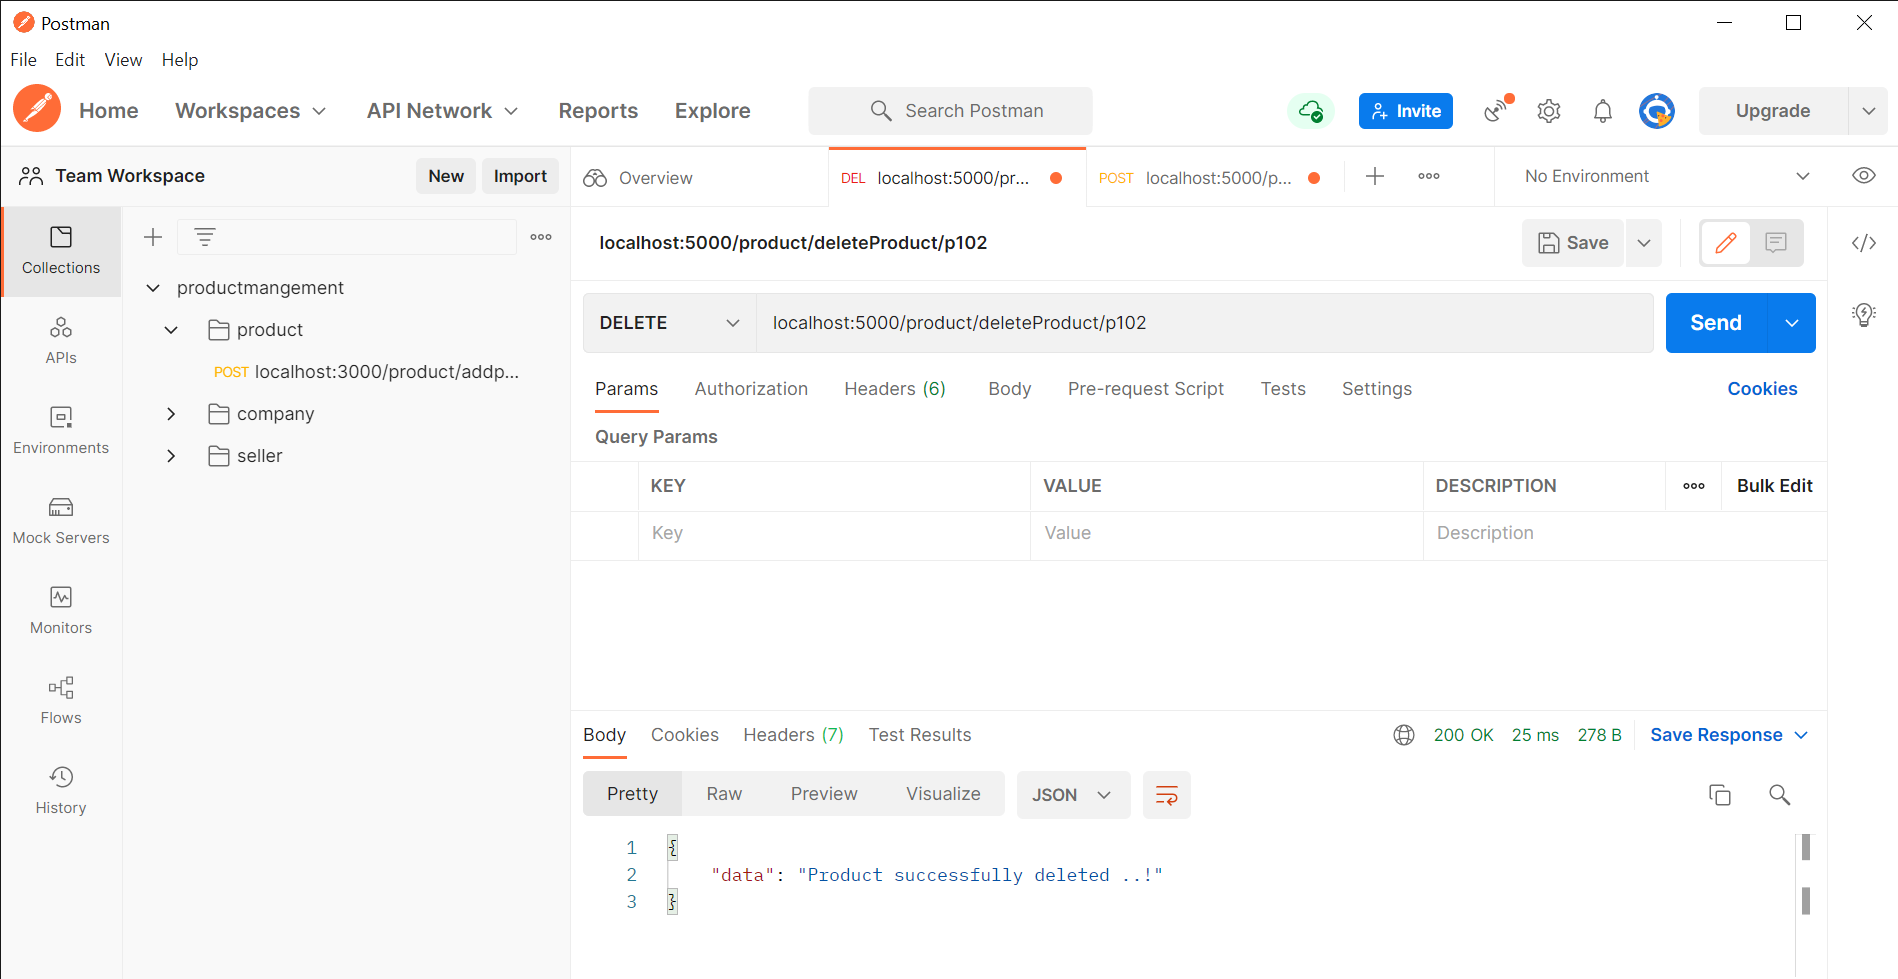 Postman
File Edit View Help
Home Workspaces API Network Reports Explore Search Postman Invite Upgrade
Team Workspace New Import Overview DEL localhost:5000/pr... POST localhost:5000/p... No Environment
Collections
APIs
Environments
Mock Servers
Monitors
Flows
History
productmangement
product
POST localhost:3000/product/addp...
company
seller
localhost:5000/product/deleteProduct/p102 Save
DELETE localhost:5000/product/deleteProduct/p102 Send
Params Authorization Headers (6) Body Pre-request Script Tests Settings Cookies
Query Params
KEY VALUE DESCRIPTION Bulk Edit
Key Value Description
Body Cookies Headers (7) Test Results 200 OK 25 ms 278 B Save Response
Pretty Raw Preview Visualize JSON
1 {
2 "data": "Product successfully deleted ..!"
3 }